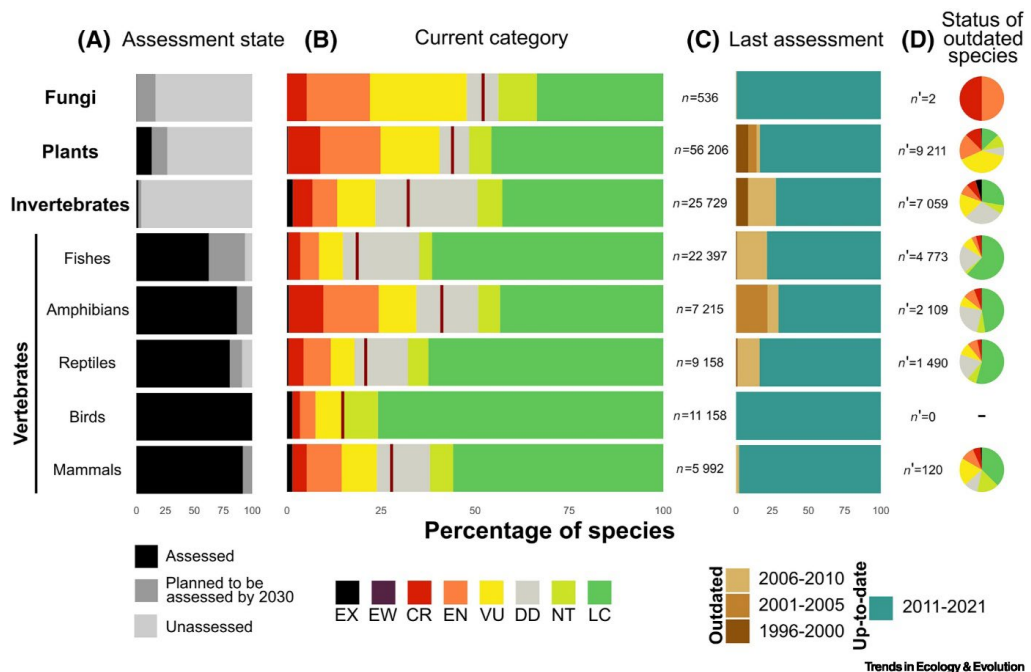 (A) Assessment state
(B) Current category
(C) Last assessment
(D) Status of
outdated
species
Fungi
n=536
n'=2
Plants
n=56 206
n'=9 211
Invertebrates
n=25 729
n'=7 059
Vertebrates
Fishes
n=22 397
n'=4 773
Amphibians
n=7 215
n'=2 109
Reptiles
n=9 158
n'=1 490
Birds
n=11 158
n'=0
–
Mammals
n=5 992
n'=120
0 25 50 75 100
0 25 50 75 100
0 25 50 75 100
Percentage of species
Assessed
Planned to be
assessed by 2030
Unassessed
EX EW CR EN VU DD NT LC
Outdated
2006-2010
2001-2005
1996-2000
Up-to-date
2011-2021
Trends in Ecology & Evolution